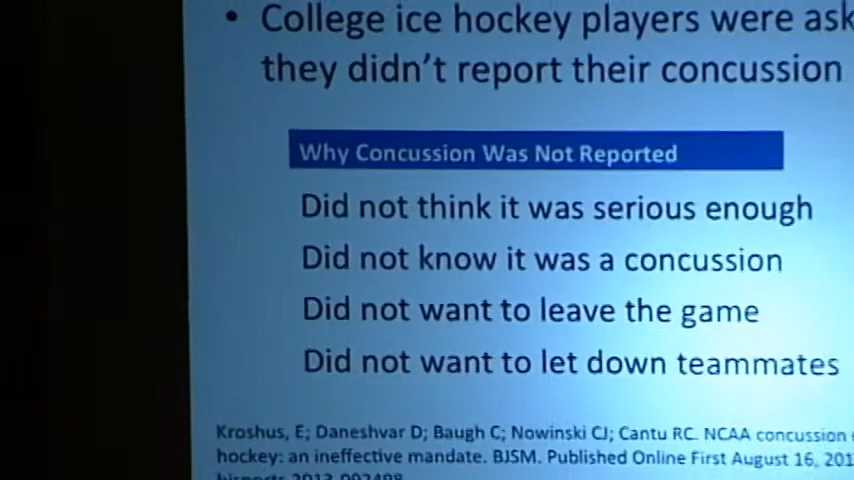 • College ice hockey players were
they didn't report their concussion
Why Concussion Was Not Reported
Did not think it was serious enough
Did not know it was a concussion
Did not want to leave the game
Did not want to let down teammates
Kroshus, E; Daneshvar D; Baugh C; Nowinski CJ; Cantu RC. NCAA concussion
hockey: an ineffective mandate. BJSM. Published Online First August 16,